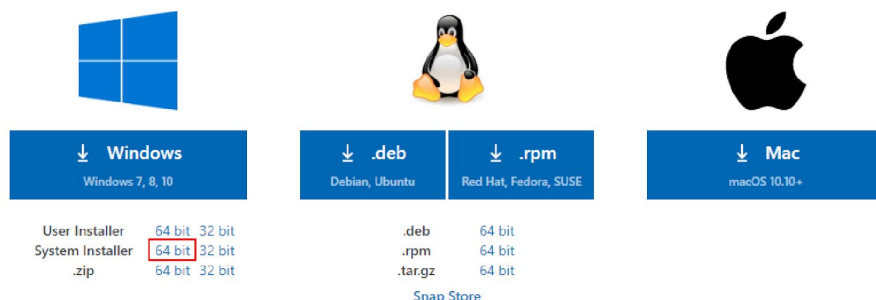 Windows
Windows 7, 8, 10
.deb
Debian, Ubuntu
.rpm
Red Hat, Fedora, SUSE
Mac
macOS 10.10+
User Installer 64 bit 32 bit
System Installer 64 bit 32 bit
.zip 64 bit 32 bit
.deb 64 bit
.rpm 64 bit
.tar.gz 64 bit
Snap Store